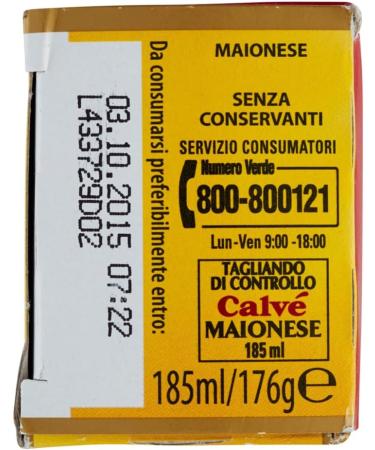 MAIONESE
SENZA
CONSERVANTI
SERVIZIO CONSUMATORI
Numero Verde
800-800121
Lun-Ven 9:00-18:00
TAGLIANDO
DI CONTROLLO
Calvé
MAIONESE
185 ml
185ml/176g℮
Da consumarsi preferibilmente entro:
03.10.2015 07:22
L433729D02